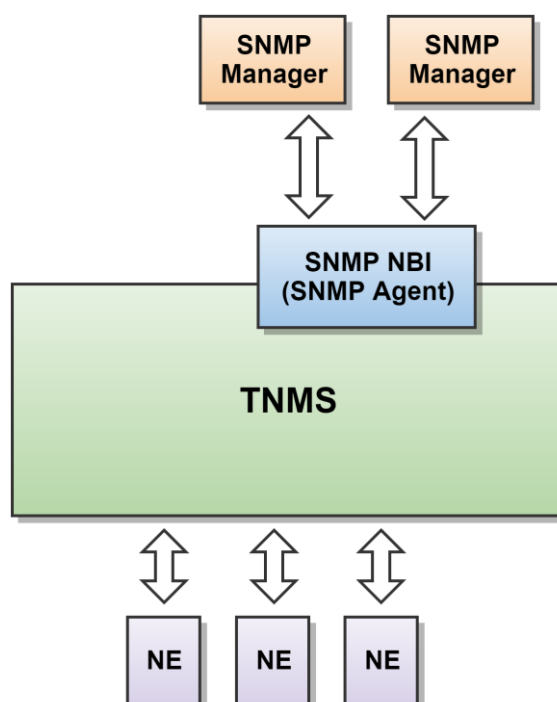 SNMP
Manager
SNMP
Manager
SNMP NBI
(SNMP Agent)
TNMS
NE
NE
NE